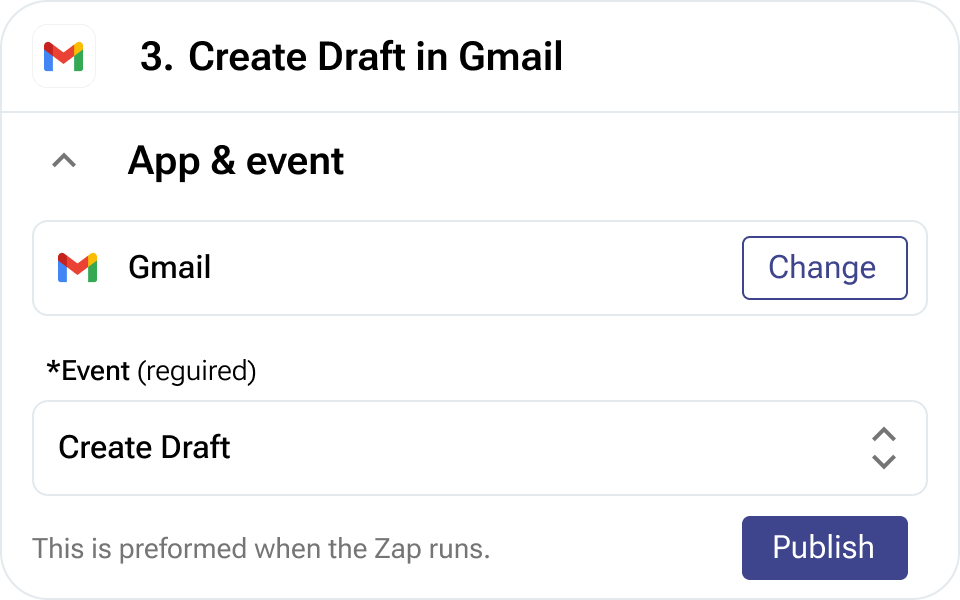 3. Create Draft in Gmail
App & event
Gmail
Change
*Event (reguired)
Create Draft
This is preformed when the Zap runs.
Publish